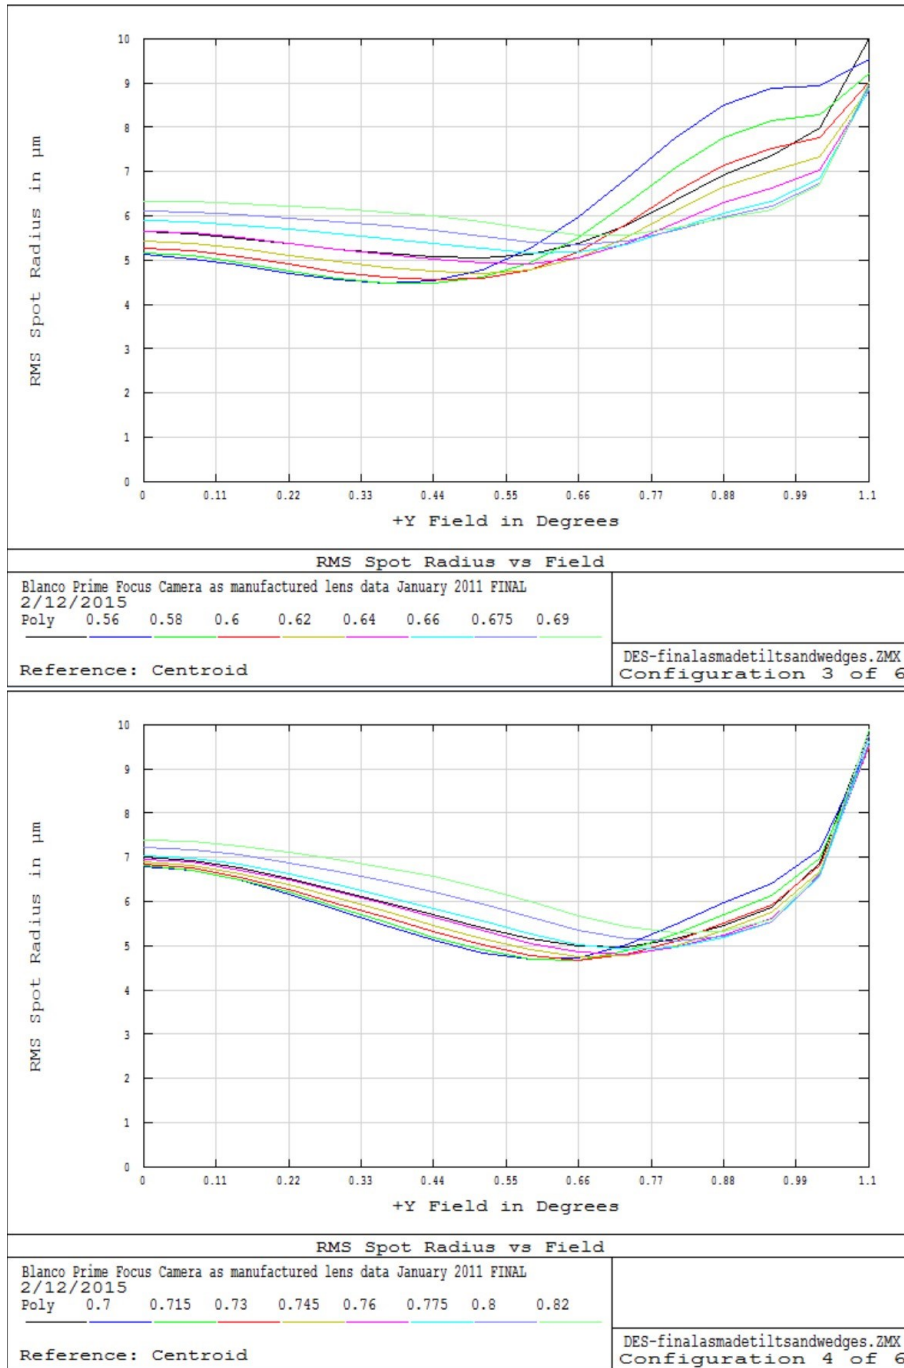 10
9
8
7
6
5
4
3
2
1
0
RMS Spot Radius in µm
0 0.11 0.22 0.33 0.44 0.55 0.66 0.77 0.88 0.99 1.1
+Y Field in Degrees
RMS Spot Radius vs Field
Blanco Prime Focus Camera as manufactured lens data January 2011 FINAL
2/12/2015
Poly 0.56 0.58 0.6 0.62 0.64 0.66 0.675 0.69
Reference: Centroid
DES-finalasmadetiltsandwedges.ZMX
Configuration 3 of 6
10
9
8
7
6
5
4
3
2
1
0
RMS Spot Radius in µm
0 0.11 0.22 0.33 0.44 0.55 0.66 0.77 0.88 0.99 1.1
+Y Field in Degrees
RMS Spot Radius vs Field
Blanco Prime Focus Camera as manufactured lens data January 2011 FINAL
2/12/2015
Poly 0.7 0.715 0.73 0.745 0.76 0.775 0.8 0.82
Reference: Centroid
DES-finalasmadetiltsandwedges.ZMX
Configuration 4 of 6